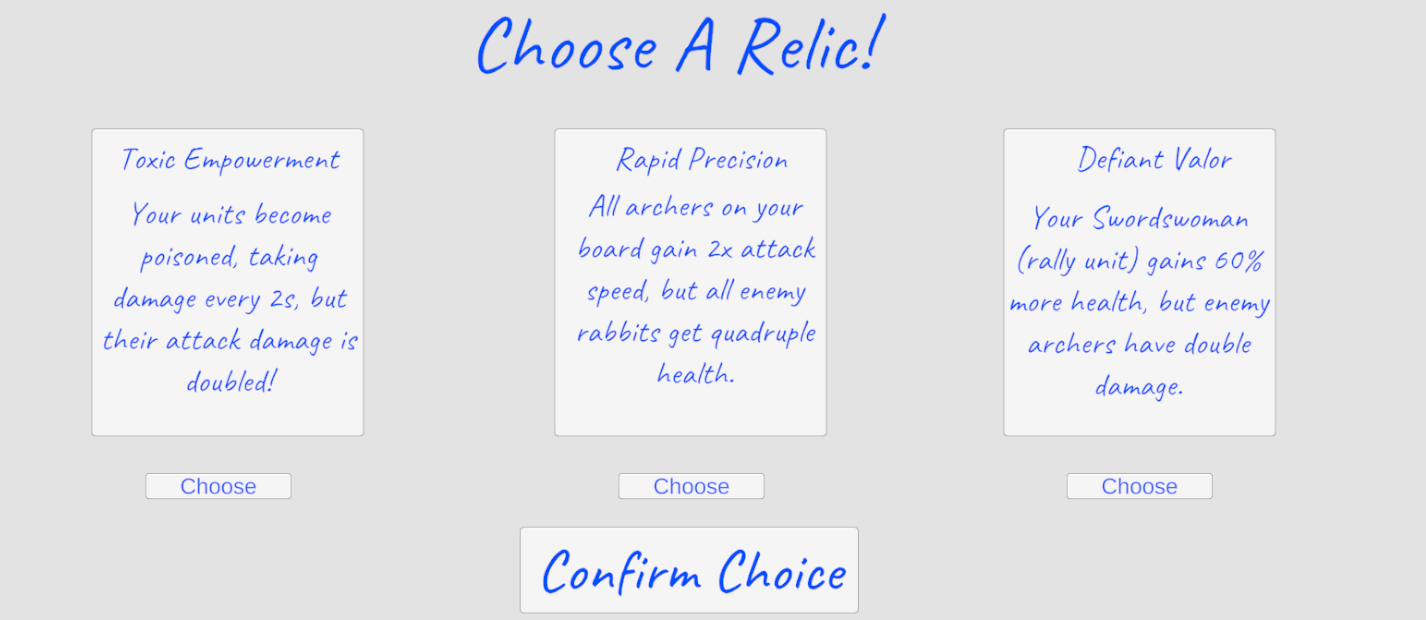 Choose A Relic!
Toxic Empowerment
Your units become
poisoned, taking
damage every 2s, but
their attack damage is
doubled!
Choose
Rapid Precision
All archers on your
board gain 2x attack
speed, but all enemy
rabbits get quadruple
health.
Choose
Defiant Valor
Your Swordswoman
(rally unit) gains 60%
more health, but enemy
archers have double
damage.
Choose
Confirm Choice